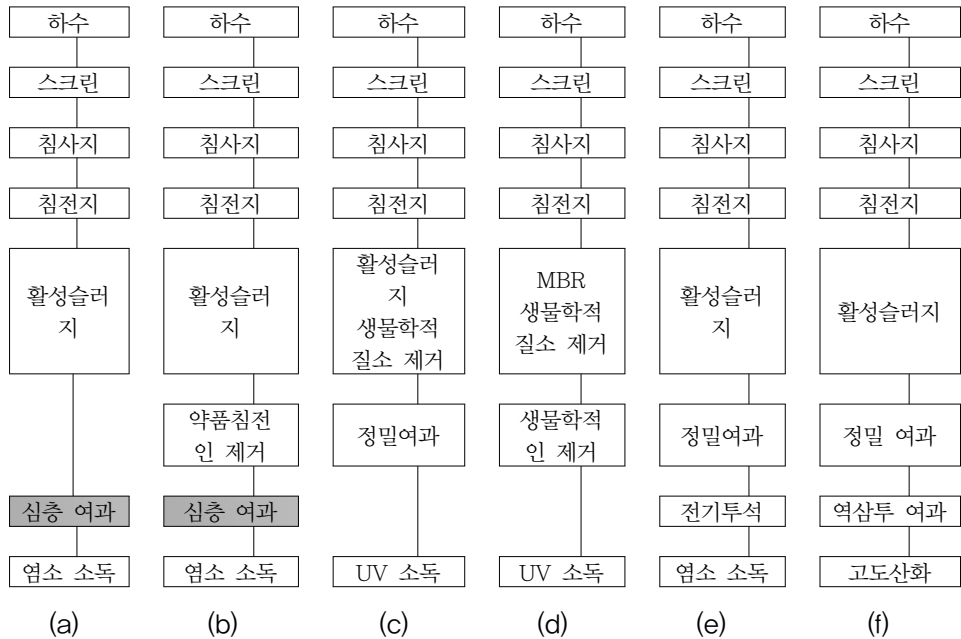 하수
스크린
침사지
침전지
활성슬러
지
심층 여과
염소 소독
(a)
하수
스크린
침사지
침전지
활성슬러
지
약품침전
인 제거
심층 여과
염소 소독
(b)
하수
스크린
침사지
침전지
활성슬러
지
생물학적
질소 제거
정밀여과
UV 소독
(c)
하수
스크린
침사지
침전지
MBR
생물학적
질소 제거
생물학적
인 제거
UV 소독
(d)
하수
스크린
침사지
침전지
활성슬러
지
정밀여과
전기투석
염소 소독
(e)
하수
스크린
침사지
침전지
활성슬러지
정밀 여과
역삼투 여과
고도산화
(f)